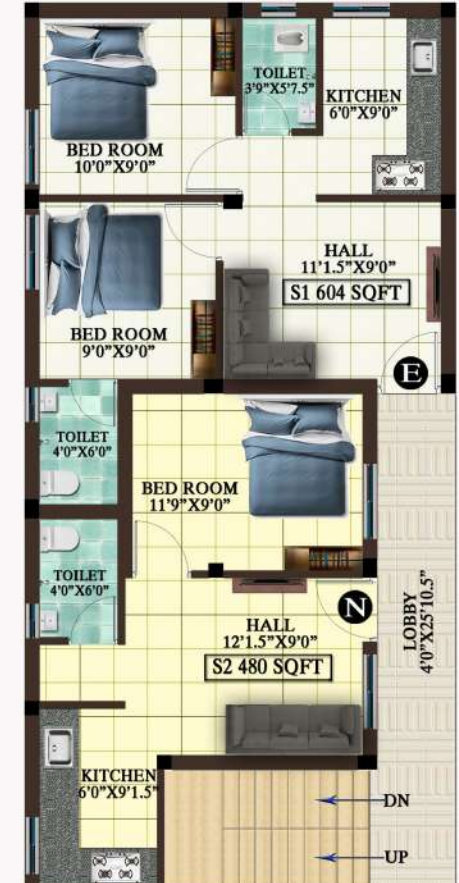 TOILET
3'9"X5'7.5"
KITCHEN
6'0"X9'0"
BED ROOM
10'0"X9'0"
HALL
11'1.5"X9'0"
S1 604 SQFT
BED ROOM
9'0"X9'0"
E
TOILET
4'0"X6'0"
BED ROOM
11'9"X9'0"
TOILET
4'0"X6'0"
N
HALL
12'1.5"X9'0"
S2 480 SQFT
LOBBY
4'0"X25'10.5"
KITCHEN
6'0"X9'1.5"
DN
UP